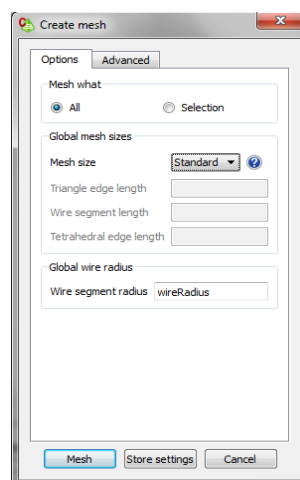 Create mesh
Options Advanced
Mesh what
All Selection
Global mesh sizes
Mesh size Standard
Triangle edge length
Wire segment length
Tetrahedral edge length
Global wire radius
Wire segment radius wireRadius
Mesh Store settings Cancel